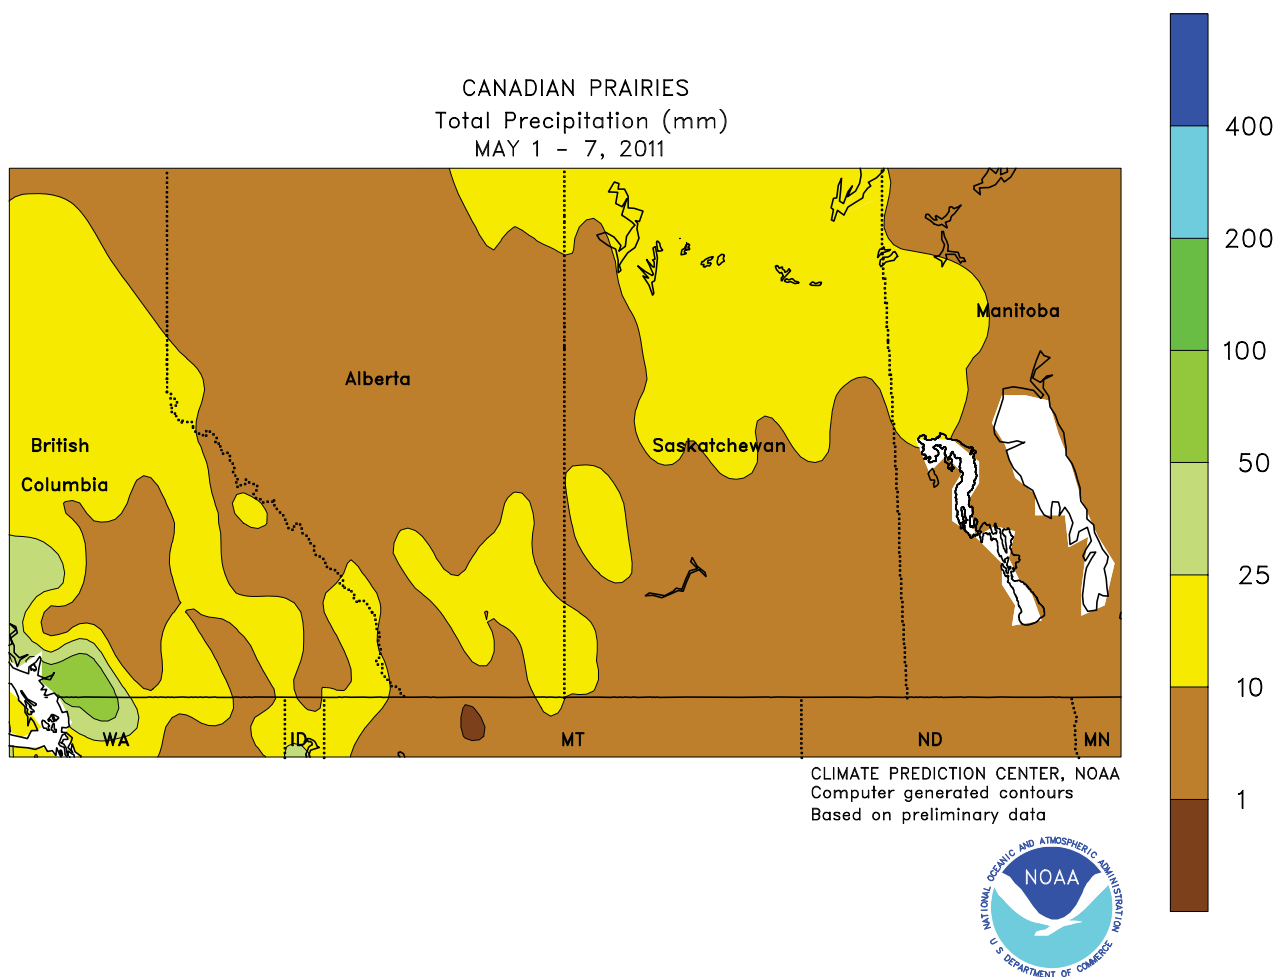 CANADIAN PRAIRIES
Total Precipitation (mm)
MAY 1 - 7, 2011
400
200
100
50
25
10
1
Manitoba
Alberta
British
Columbia
Saskatchewan
WA
ID
MT
ND
MN
CLIMATE PREDICTION CENTER, NOAA
Computer generated contours
Based on preliminary data
NATIONAL OCEANIC AND ATMOSPHERIC ADMINISTRATION
NOAA
U S DEPARTMENT OF COMMERCE